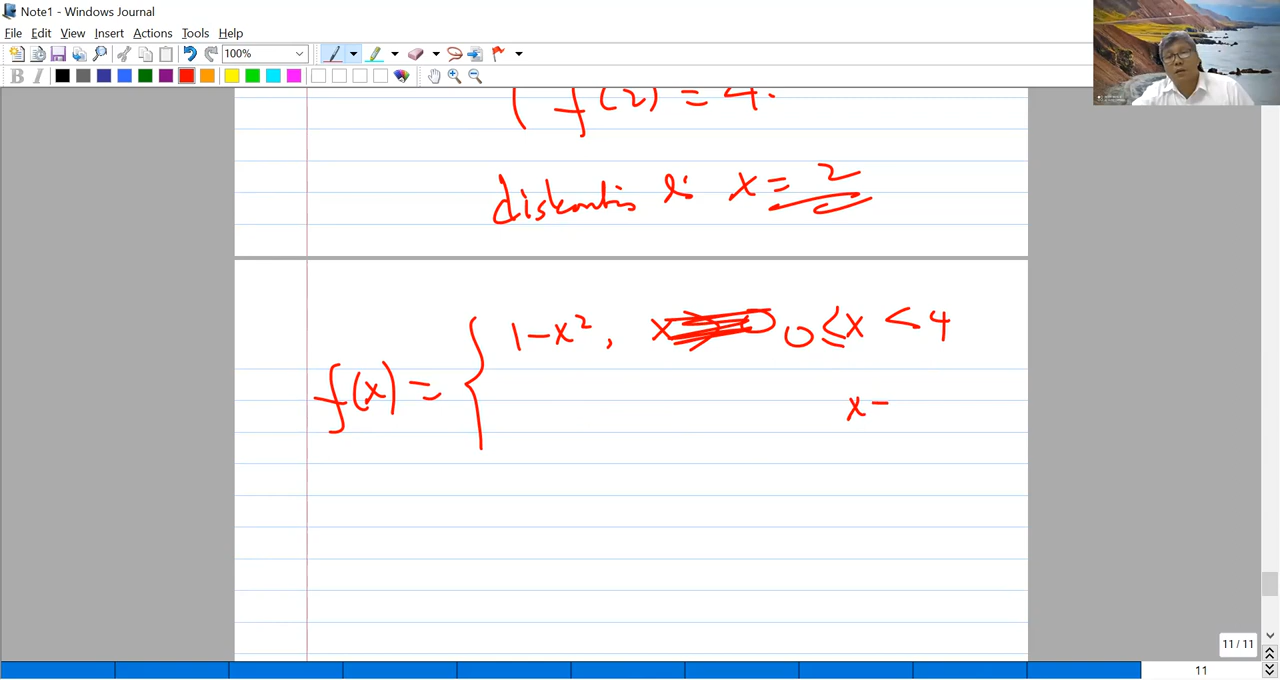 Note1 - Windows Journal
File Edit View Insert Actions Tools Help
100%
B I
f(2) = 4.
diskontin di x = 2
f(x) = { 1-x², x 0 ≤ x < 4
x -
11 / 11
11